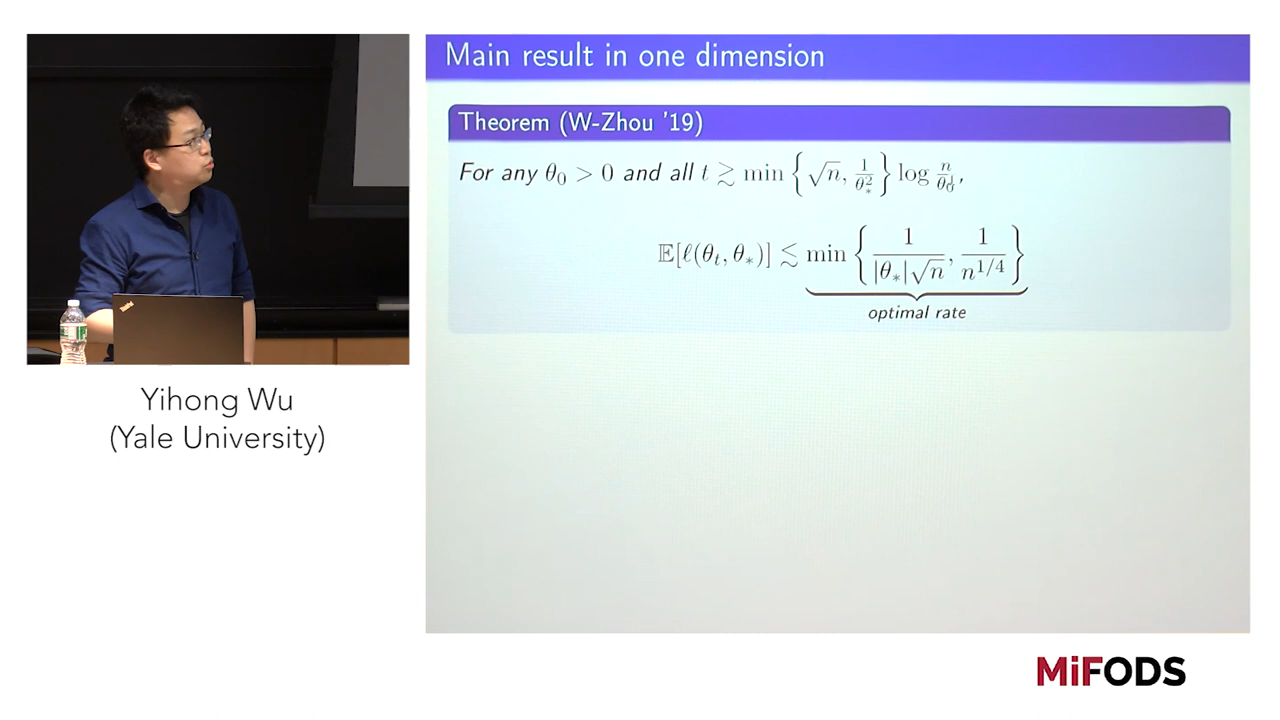 Main result in one dimension
Theorem (W-Zhou '19)
For any θ₀ > 0 and all t ≳ min { √n, 1/θ∗² } log n/θ₀,
𝔼[ℓ(θₜ, θ∗)] ≲ min { 1/(|θ∗|√n), 1/n^{1/4} }
optimal rate
Yihong Wu
(Yale University)
MiFODS